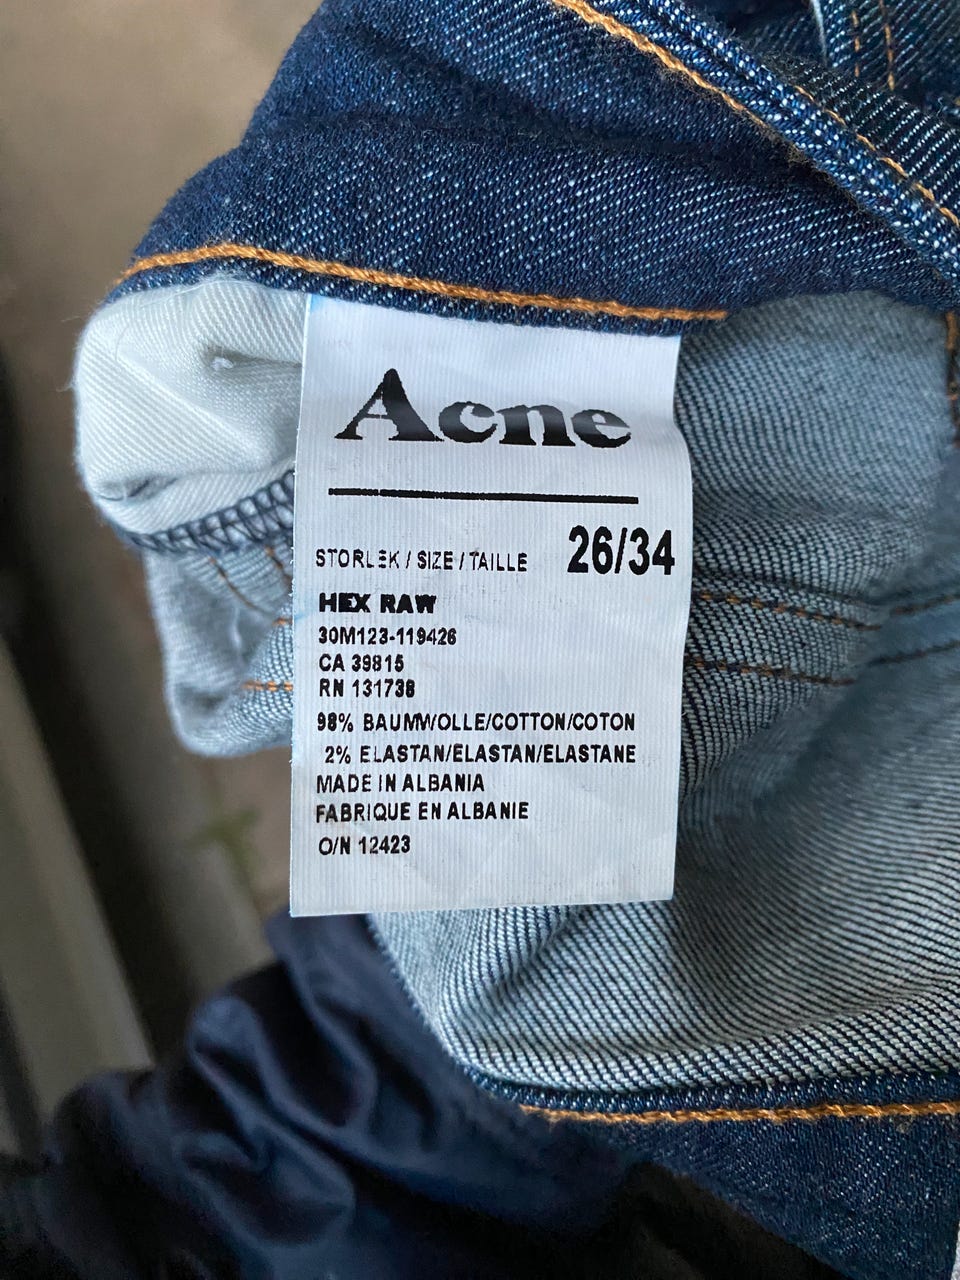 Acne
STORLEK / SIZE / TAILLE 26/34
HEX RAW
30M123-119426
CA 39815
RN 131738
98% BAUMWOLLE/COTTON/COTON
2% ELASTAN/ELASTAN/ELASTANE
MADE IN ALBANIA
FABRIQUE EN ALBANIE
O/N 12423